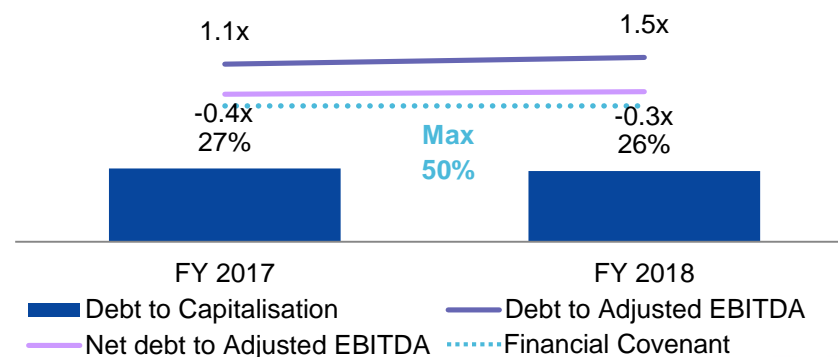 1.1x 1.5x
-0.4x -0.3x
27% Max 26%
50%
FY 2017 FY 2018
Debt to Capitalisation Debt to Adjusted EBITDA
Net debt to Adjusted EBITDA Financial Covenant